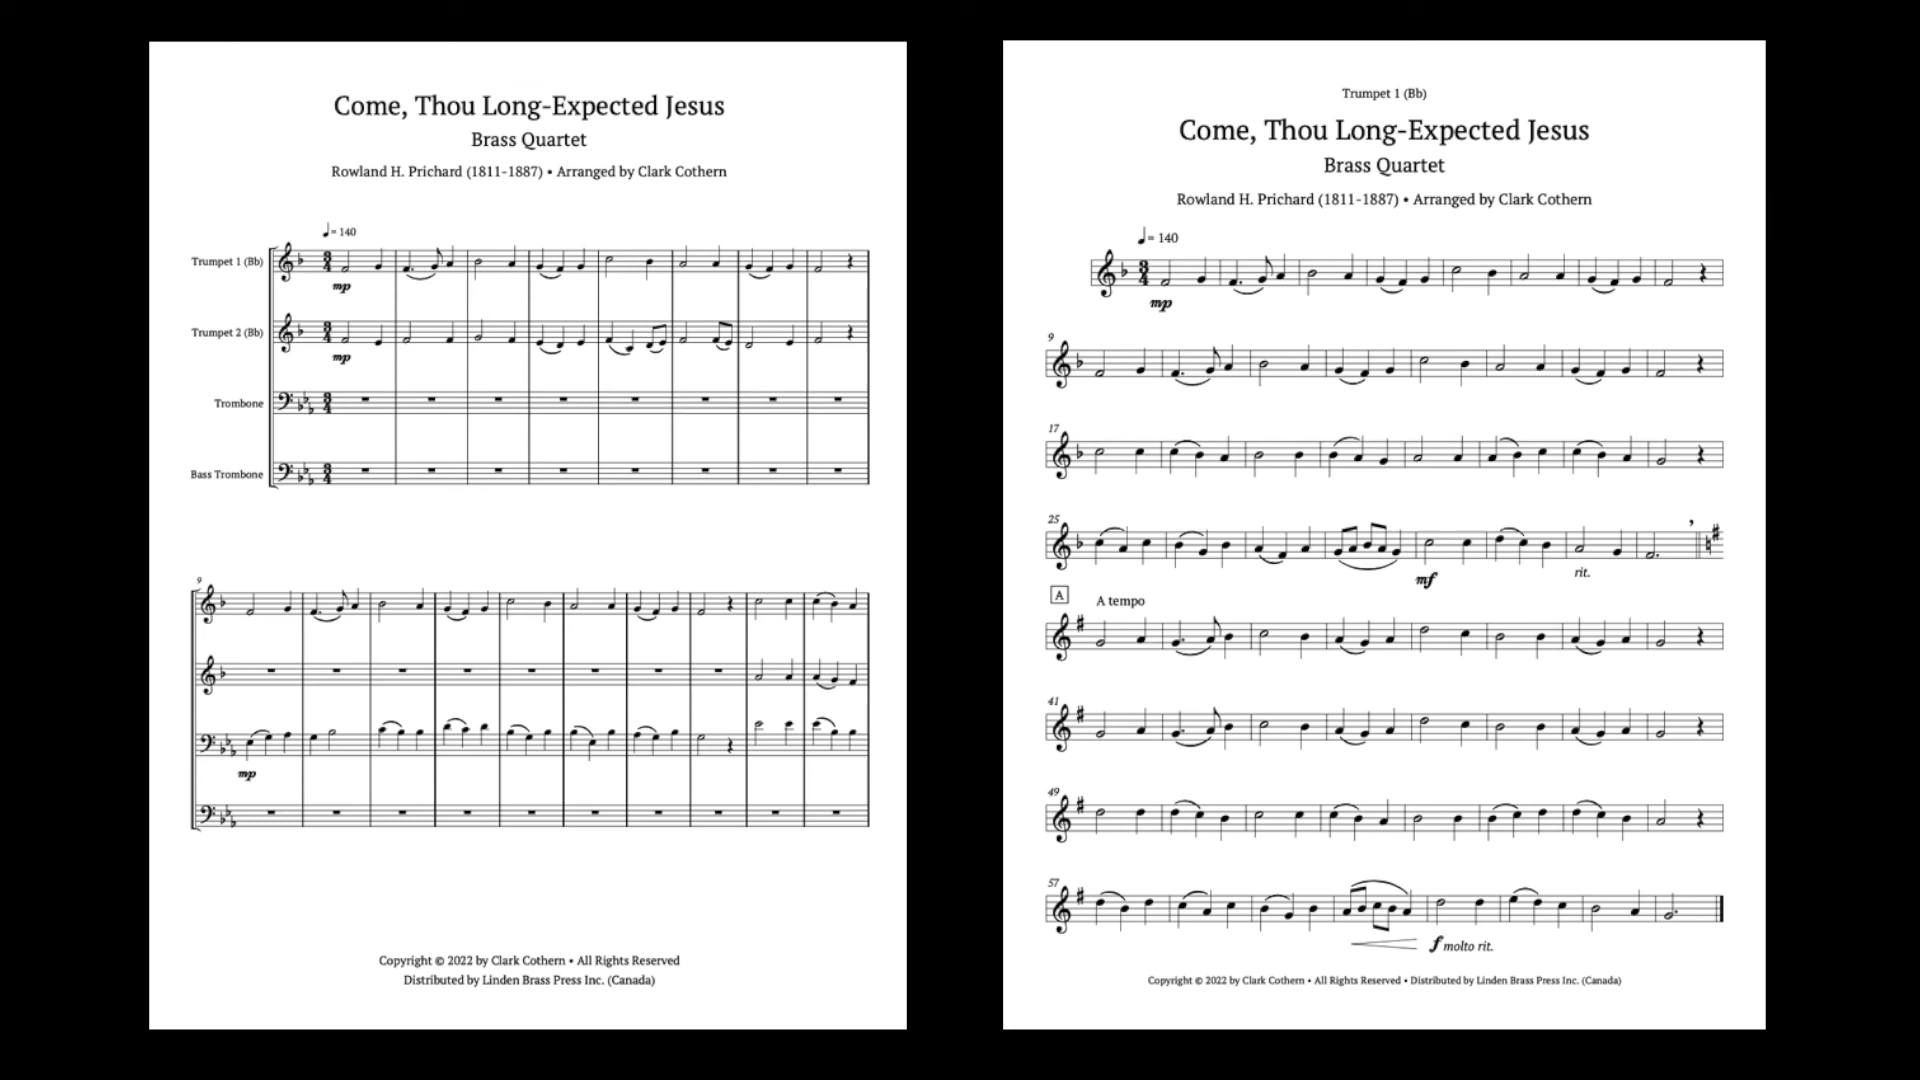 Come, Thou Long-Expected Jesus
Brass Quartet
Rowland H. Prichard (1811-1887) • Arranged by Clark Cothern
= 140
Trumpet 1 (Bb)
mp
Trumpet 2 (Bb)
mp
Trombone
Bass Trombone
9
mp
Copyright © 2022 by Clark Cothern • All Rights Reserved
Distributed by Linden Brass Press Inc. (Canada)
Trumpet 1 (Bb)
Come, Thou Long-Expected Jesus
Brass Quartet
Rowland H. Prichard (1811-1887) • Arranged by Clark Cothern
= 140
mp
9
17
25
mf
rit.
A
A tempo
41
49
57
f molto rit.
Copyright © 2022 by Clark Cothern • All Rights Reserved • Distributed by Linden Brass Press Inc. (Canada)